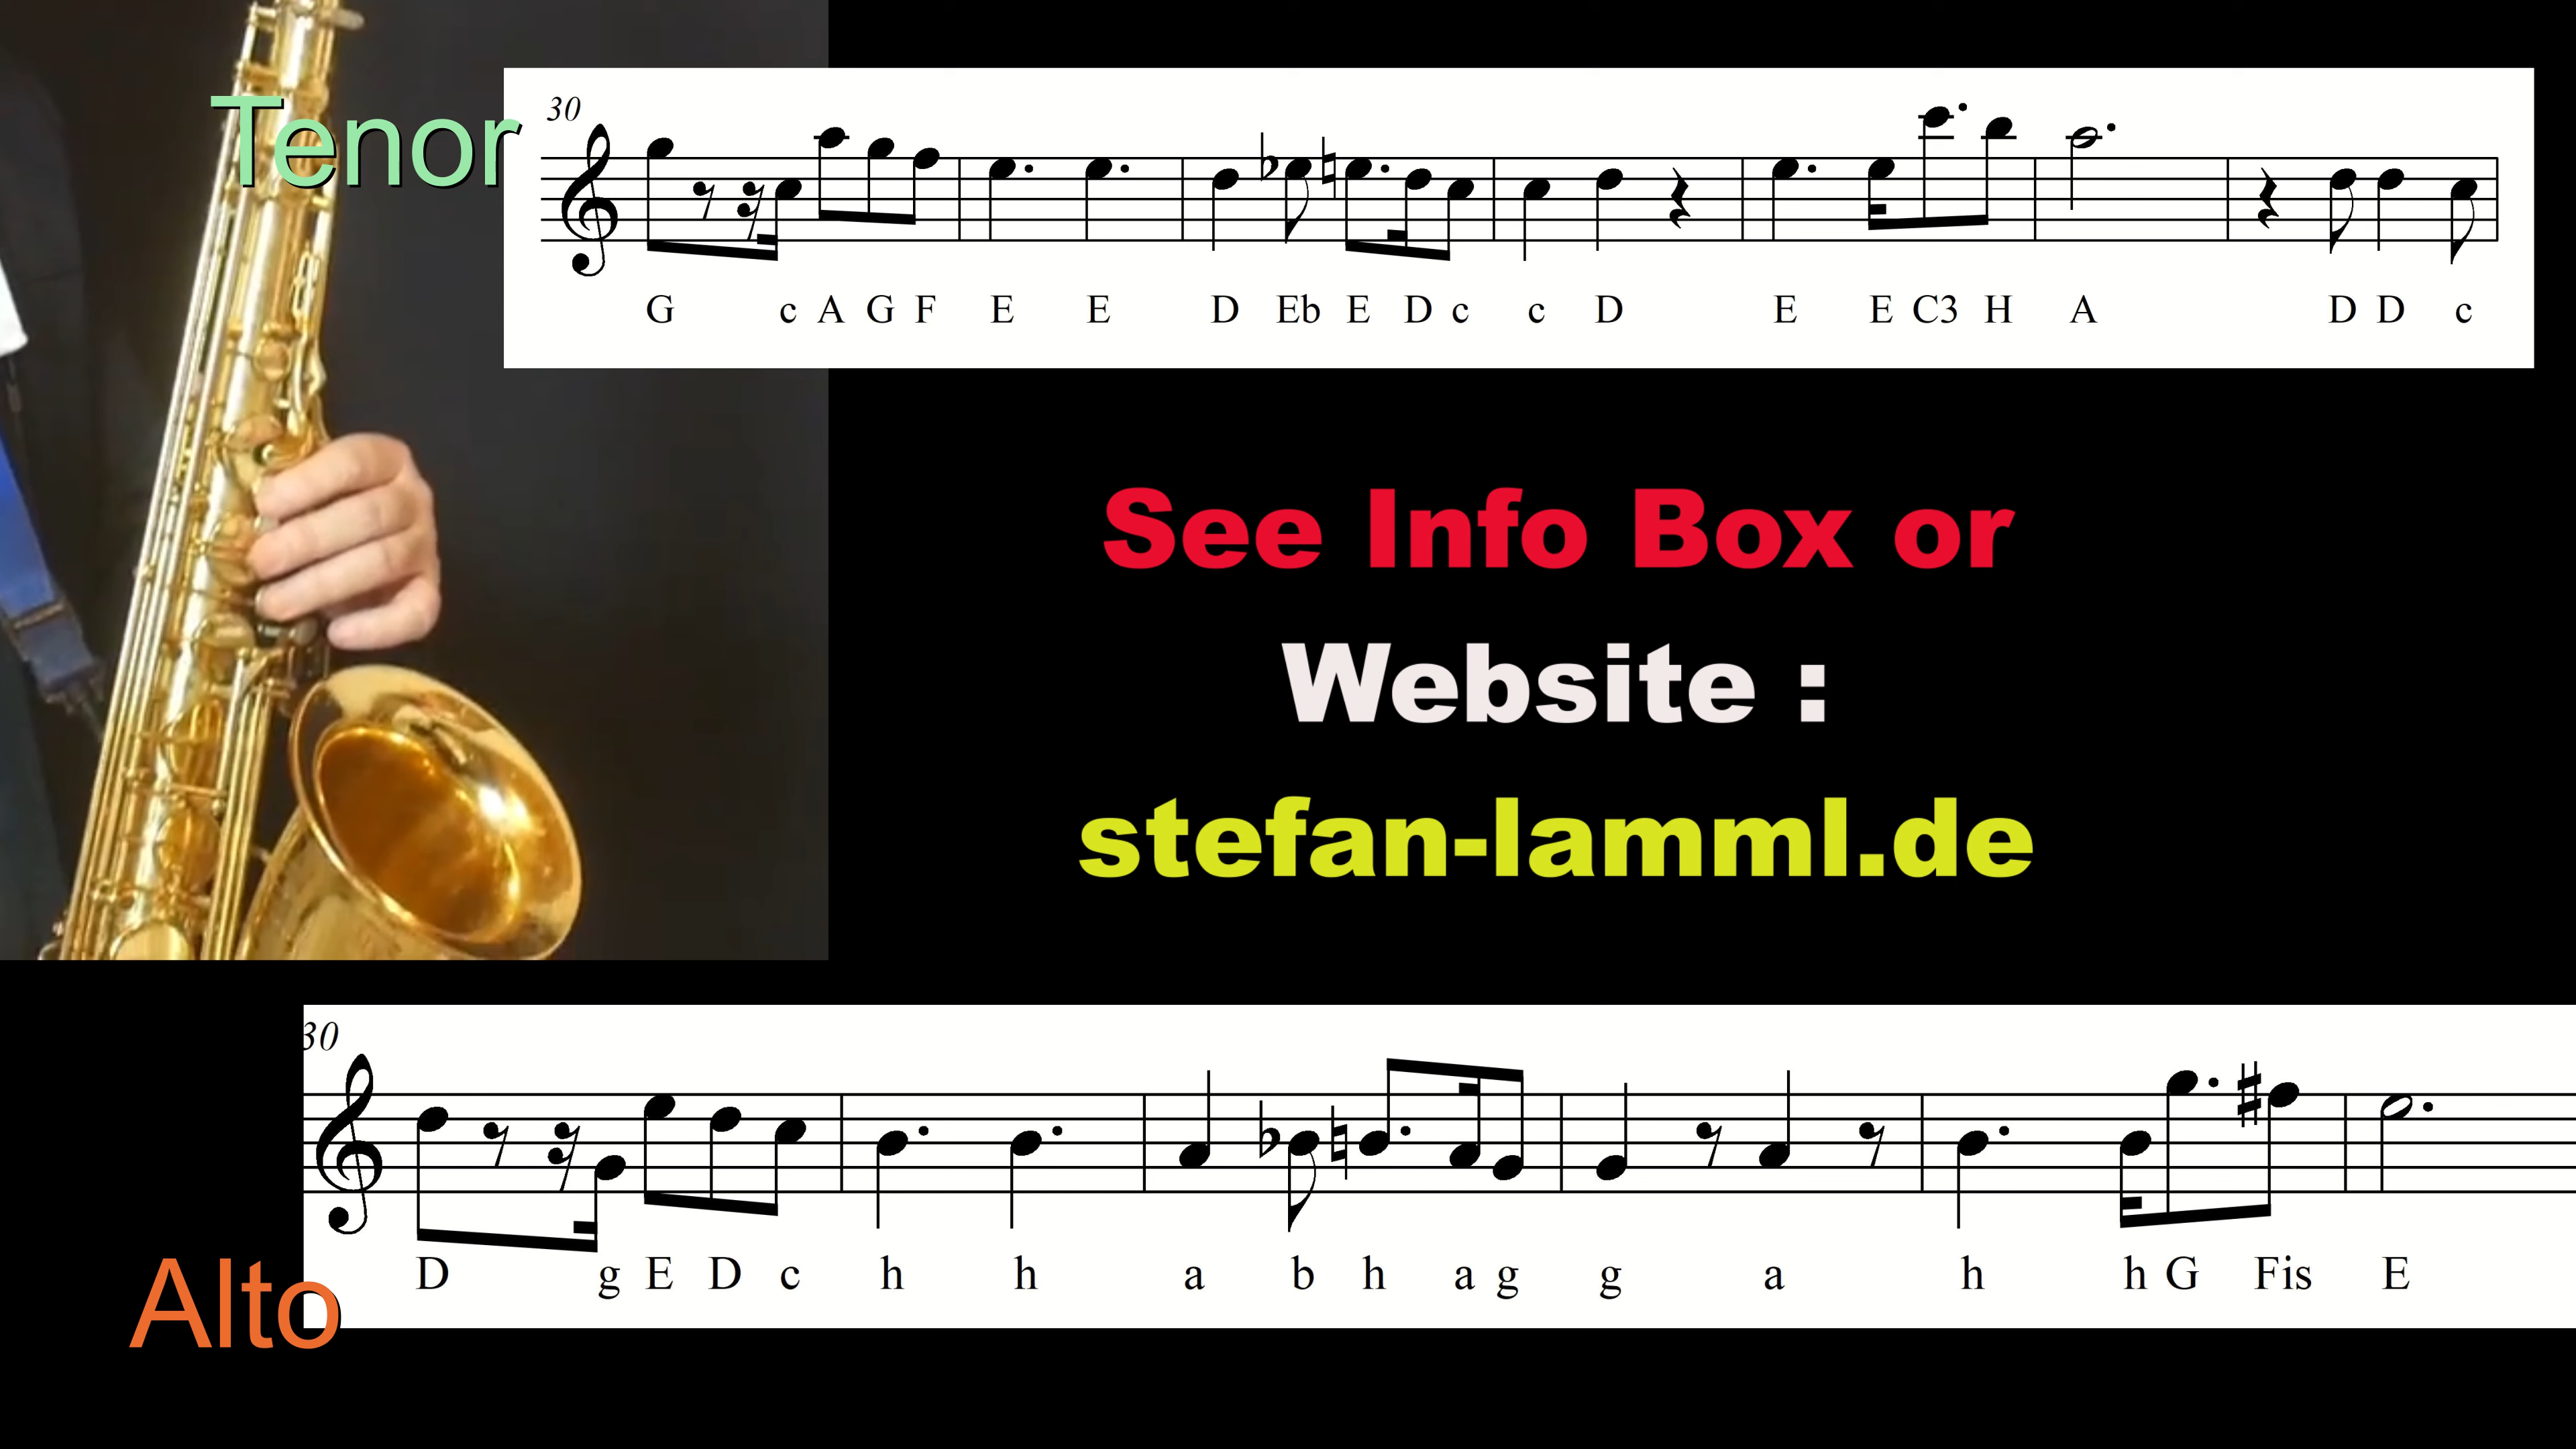 Tenor
30
G c A G F E E D Eb E D c c D E E C3 H A D D c
See Info Box or
Website :
stefan-lamml.de
30
D g E D c h h a b h a g g a h h G Fis E
Alto